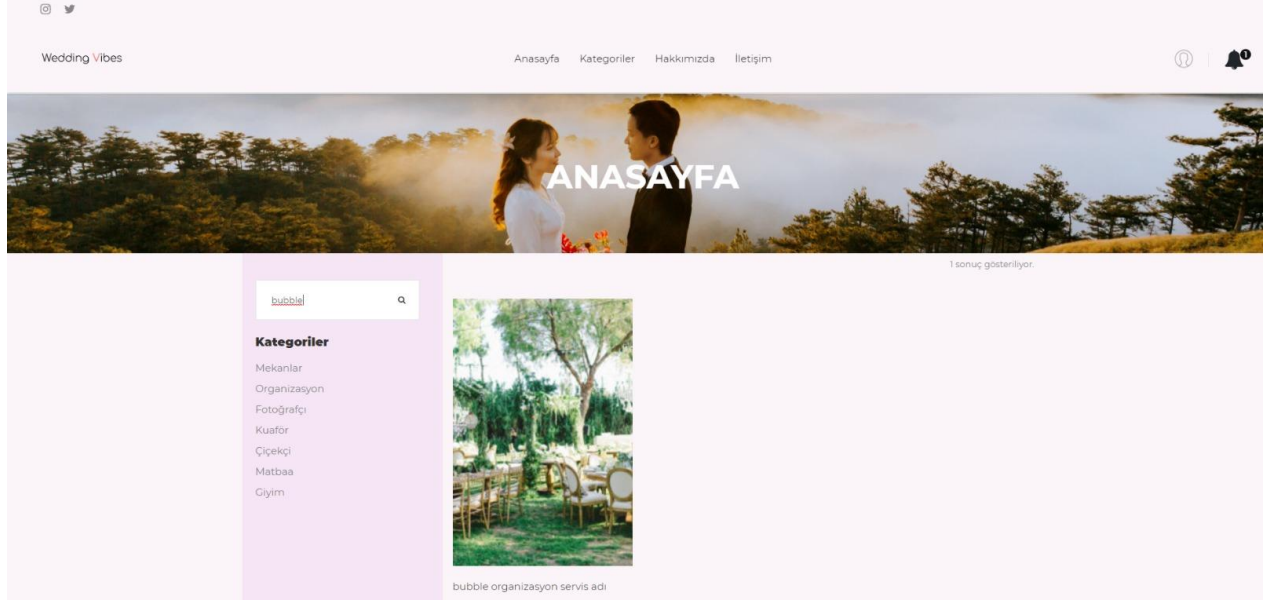 Wedding Vibes
Anasayfa Kategoriler Hakkımızda İletişim
1
ANASAYFA
1 sonuç gösteriliyor.
bubble
Kategoriler
Mekanlar
Organizasyon
Fotoğrafçı
Kuaför
Çiçekçi
Matbaa
Giyim
bubble organizasyon servis adı